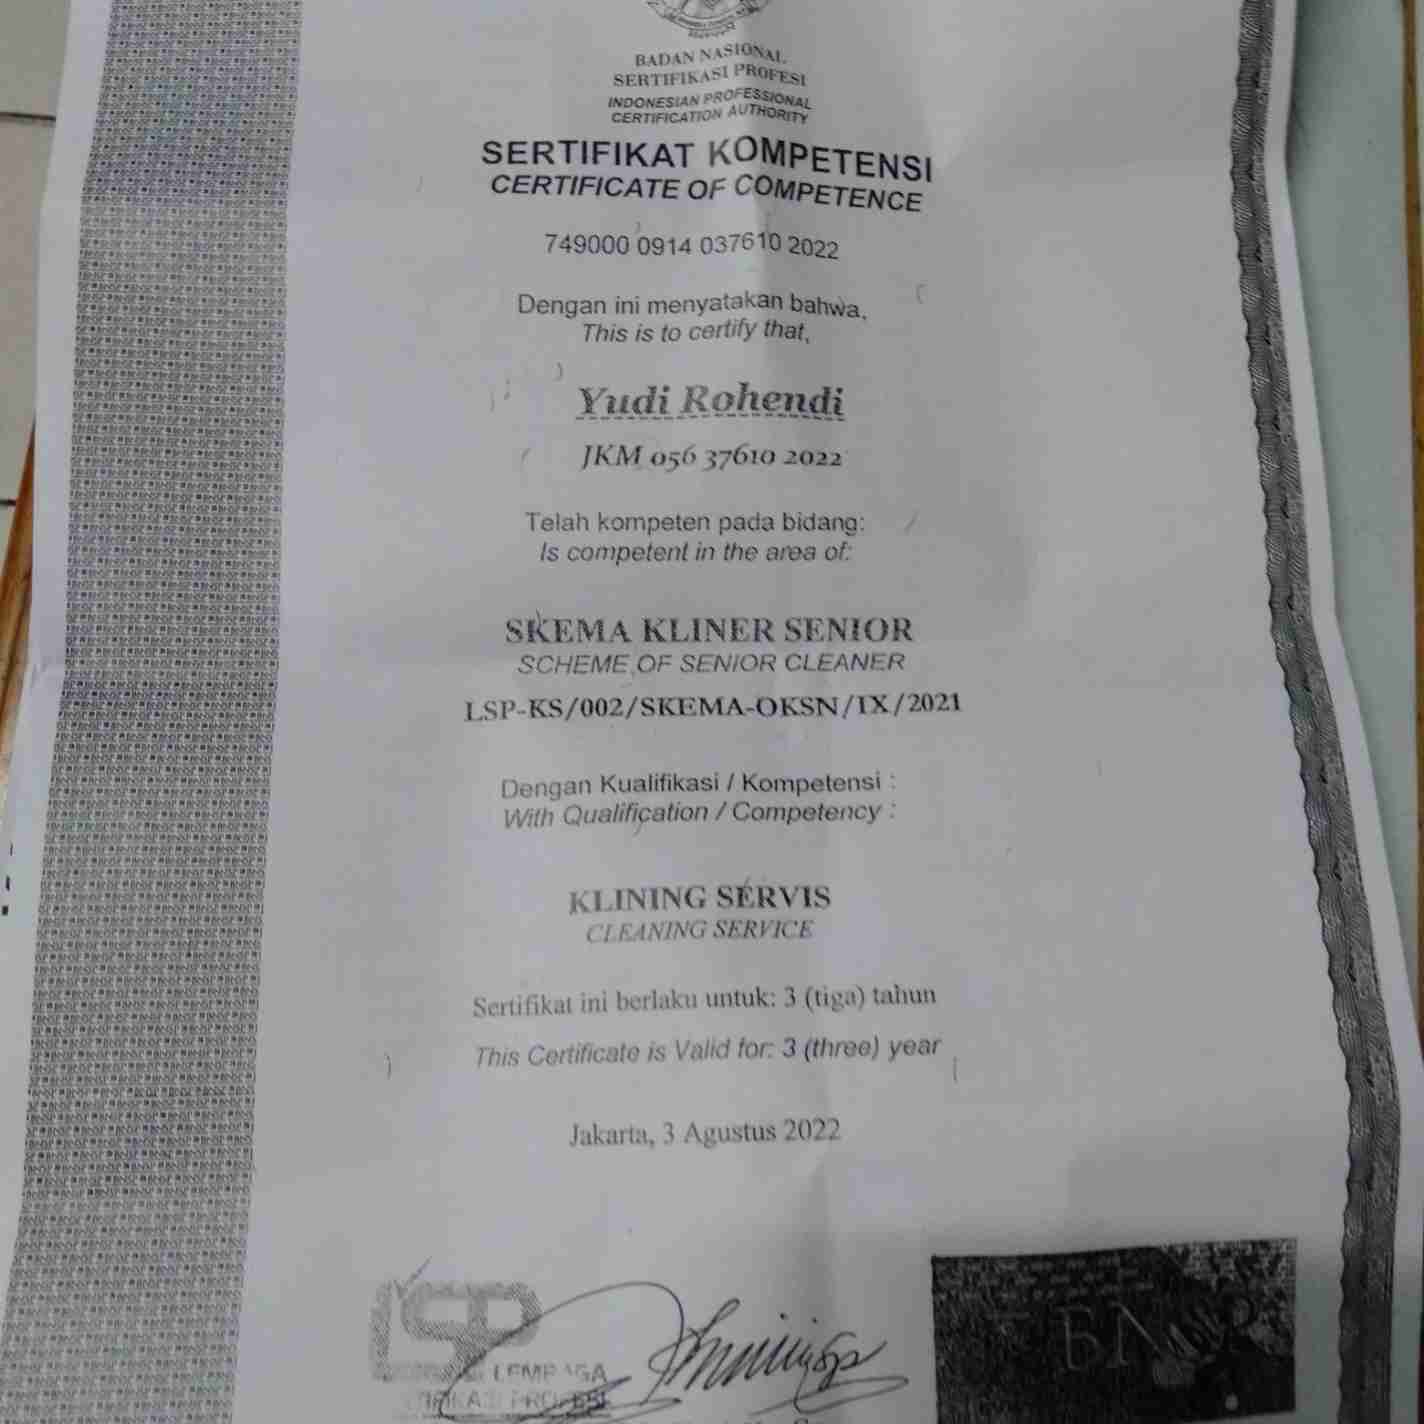 BADAN NASIONAL
SERTIFIKASI PROFESI
INDONESIAN PROFESSIONAL
CERTIFICATION AUTHORITY
SERTIFIKAT KOMPETENSI
CERTIFICATE OF COMPETENCE
749000 0914 037610 2022
Dengan ini menyatakan bahwa,
This is to certify that,
Yudi Rohendi
JKM 056 37610 2022
Telah kompeten pada bidang:
Is competent in the area of:
SKEMA KLINER SENIOR
SCHEME OF SENIOR CLEANER
LSP-KS/002/SKEMA-OKSN/IX/2021
Dengan Kualifikasi / Kompetensi :
With Qualification / Competency :
KLINING SERVIS
CLEANING SERVICE
Sertifikat ini berlaku untuk: 3 (tiga) tahun
This Certificate is Valid for: 3 (three) year
Jakarta, 3 Agustus 2022
LSP
LEMBAGA
BNSP